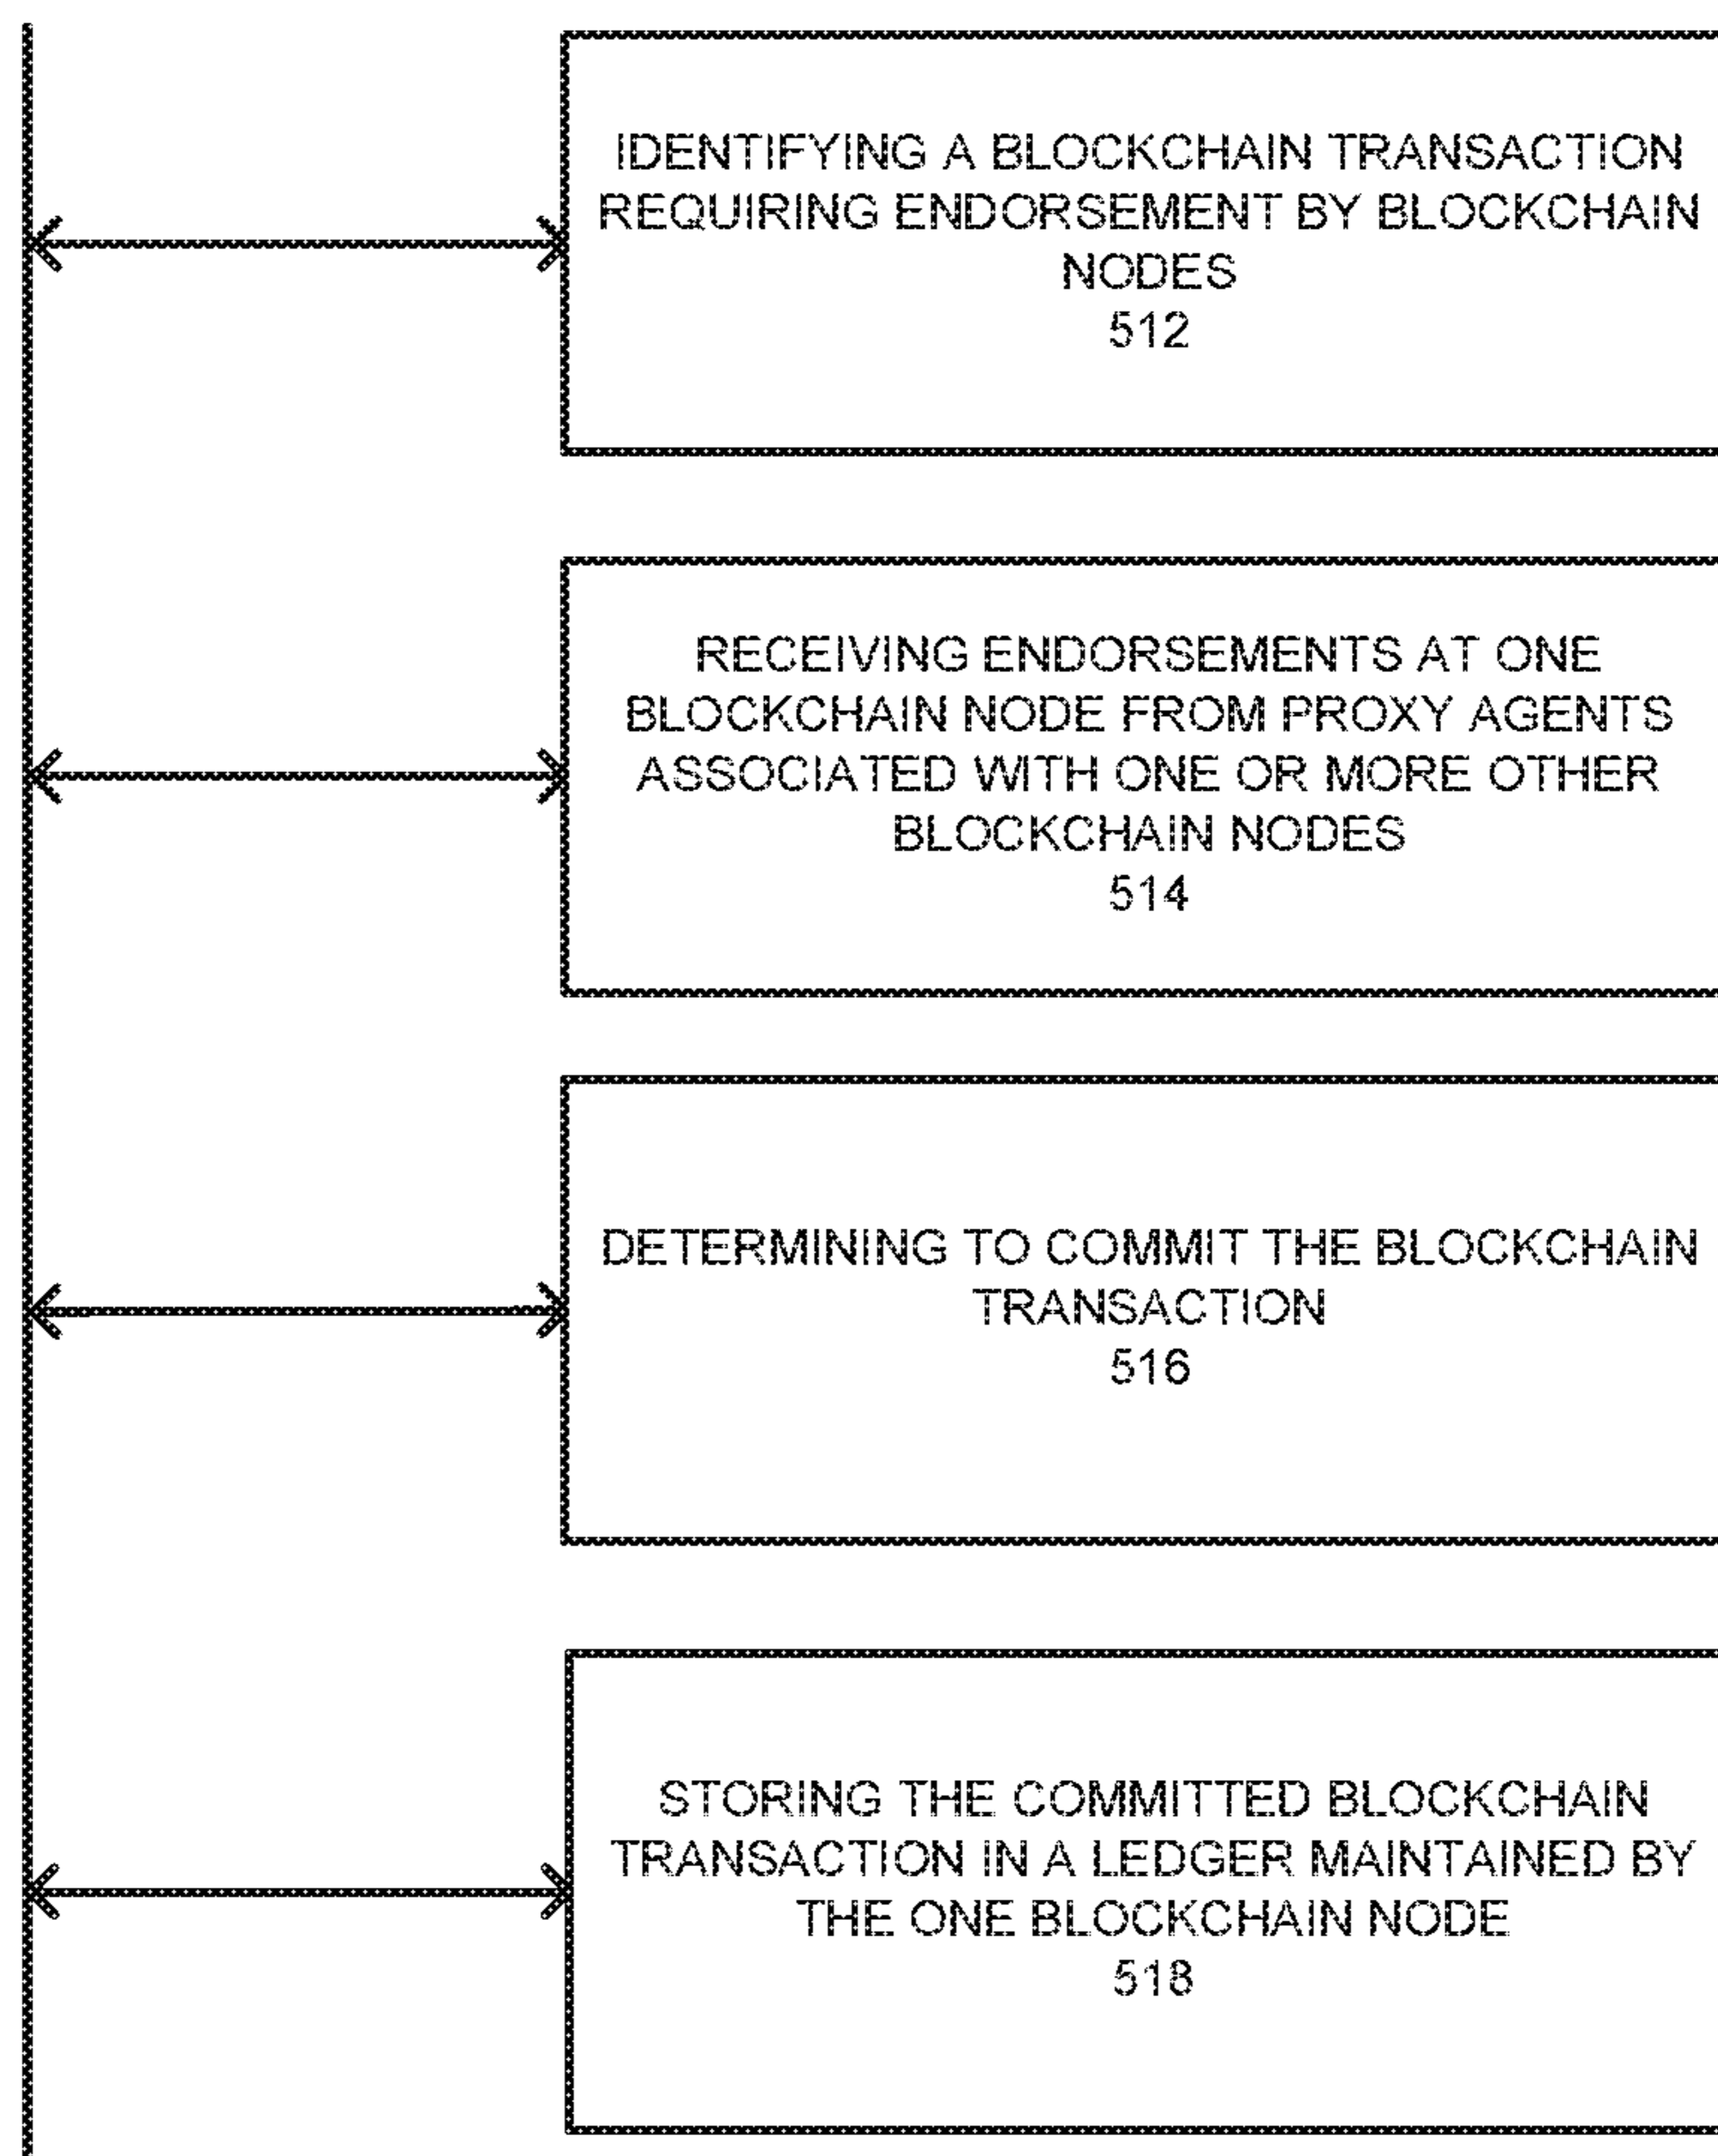 IDENTIFYING A BLOCKCHAIN TRANSACTION
REQUIRING ENDORSEMENT BY BLOCKCHAIN
NODES
512
RECEIVING ENDORSEMENTS AT ONE
BLOCKCHAIN NODE FROM PROXY AGENTS
ASSOCIATED WITH ONE OR MORE OTHER
BLOCKCHAIN NODES
514
DETERMINING TO COMMIT THE BLOCKCHAIN
TRANSACTION
516
STORING THE COMMITTED BLOCKCHAIN
TRANSACTION IN A LEDGER MAINTAINED BY
THE ONE BLOCKCHAIN NODE
518